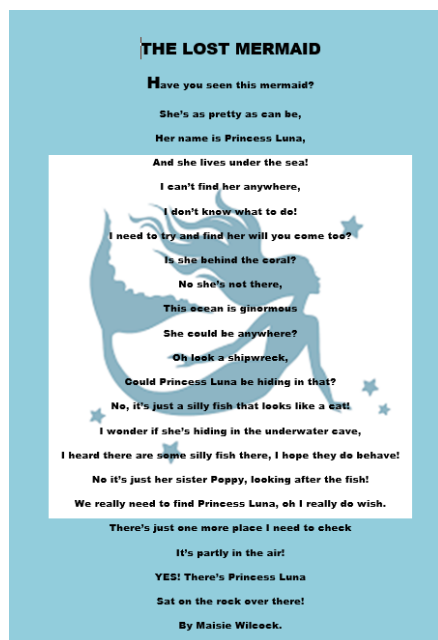 THE LOST MERMAID
Have you seen this mermaid?
She's as pretty as can be,
Her name is Princess Luna,
And she lives under the sea!
I can't find her anywhere,
I don't know what to do!
I need to try and find her will you come too?
Is she behind the coral?
No she's not there,
This ocean is ginormous
She could be anywhere?
Oh look a shipwreck,
Could Princess Luna be hiding in that?
No, it's just a silly fish that looks like a cat!
I wonder if she's hiding in the underwater cave,
I heard there are some silly fish there, I hope they do behave!
No it's just her sister Poppy, looking after the fish!
We really need to find Princess Luna, oh I really do wish.
There's just one more place I need to check
It's partly in the air!
YES! There's Princess Luna
Sat on the rock over there!
By Maisie Wilcock.